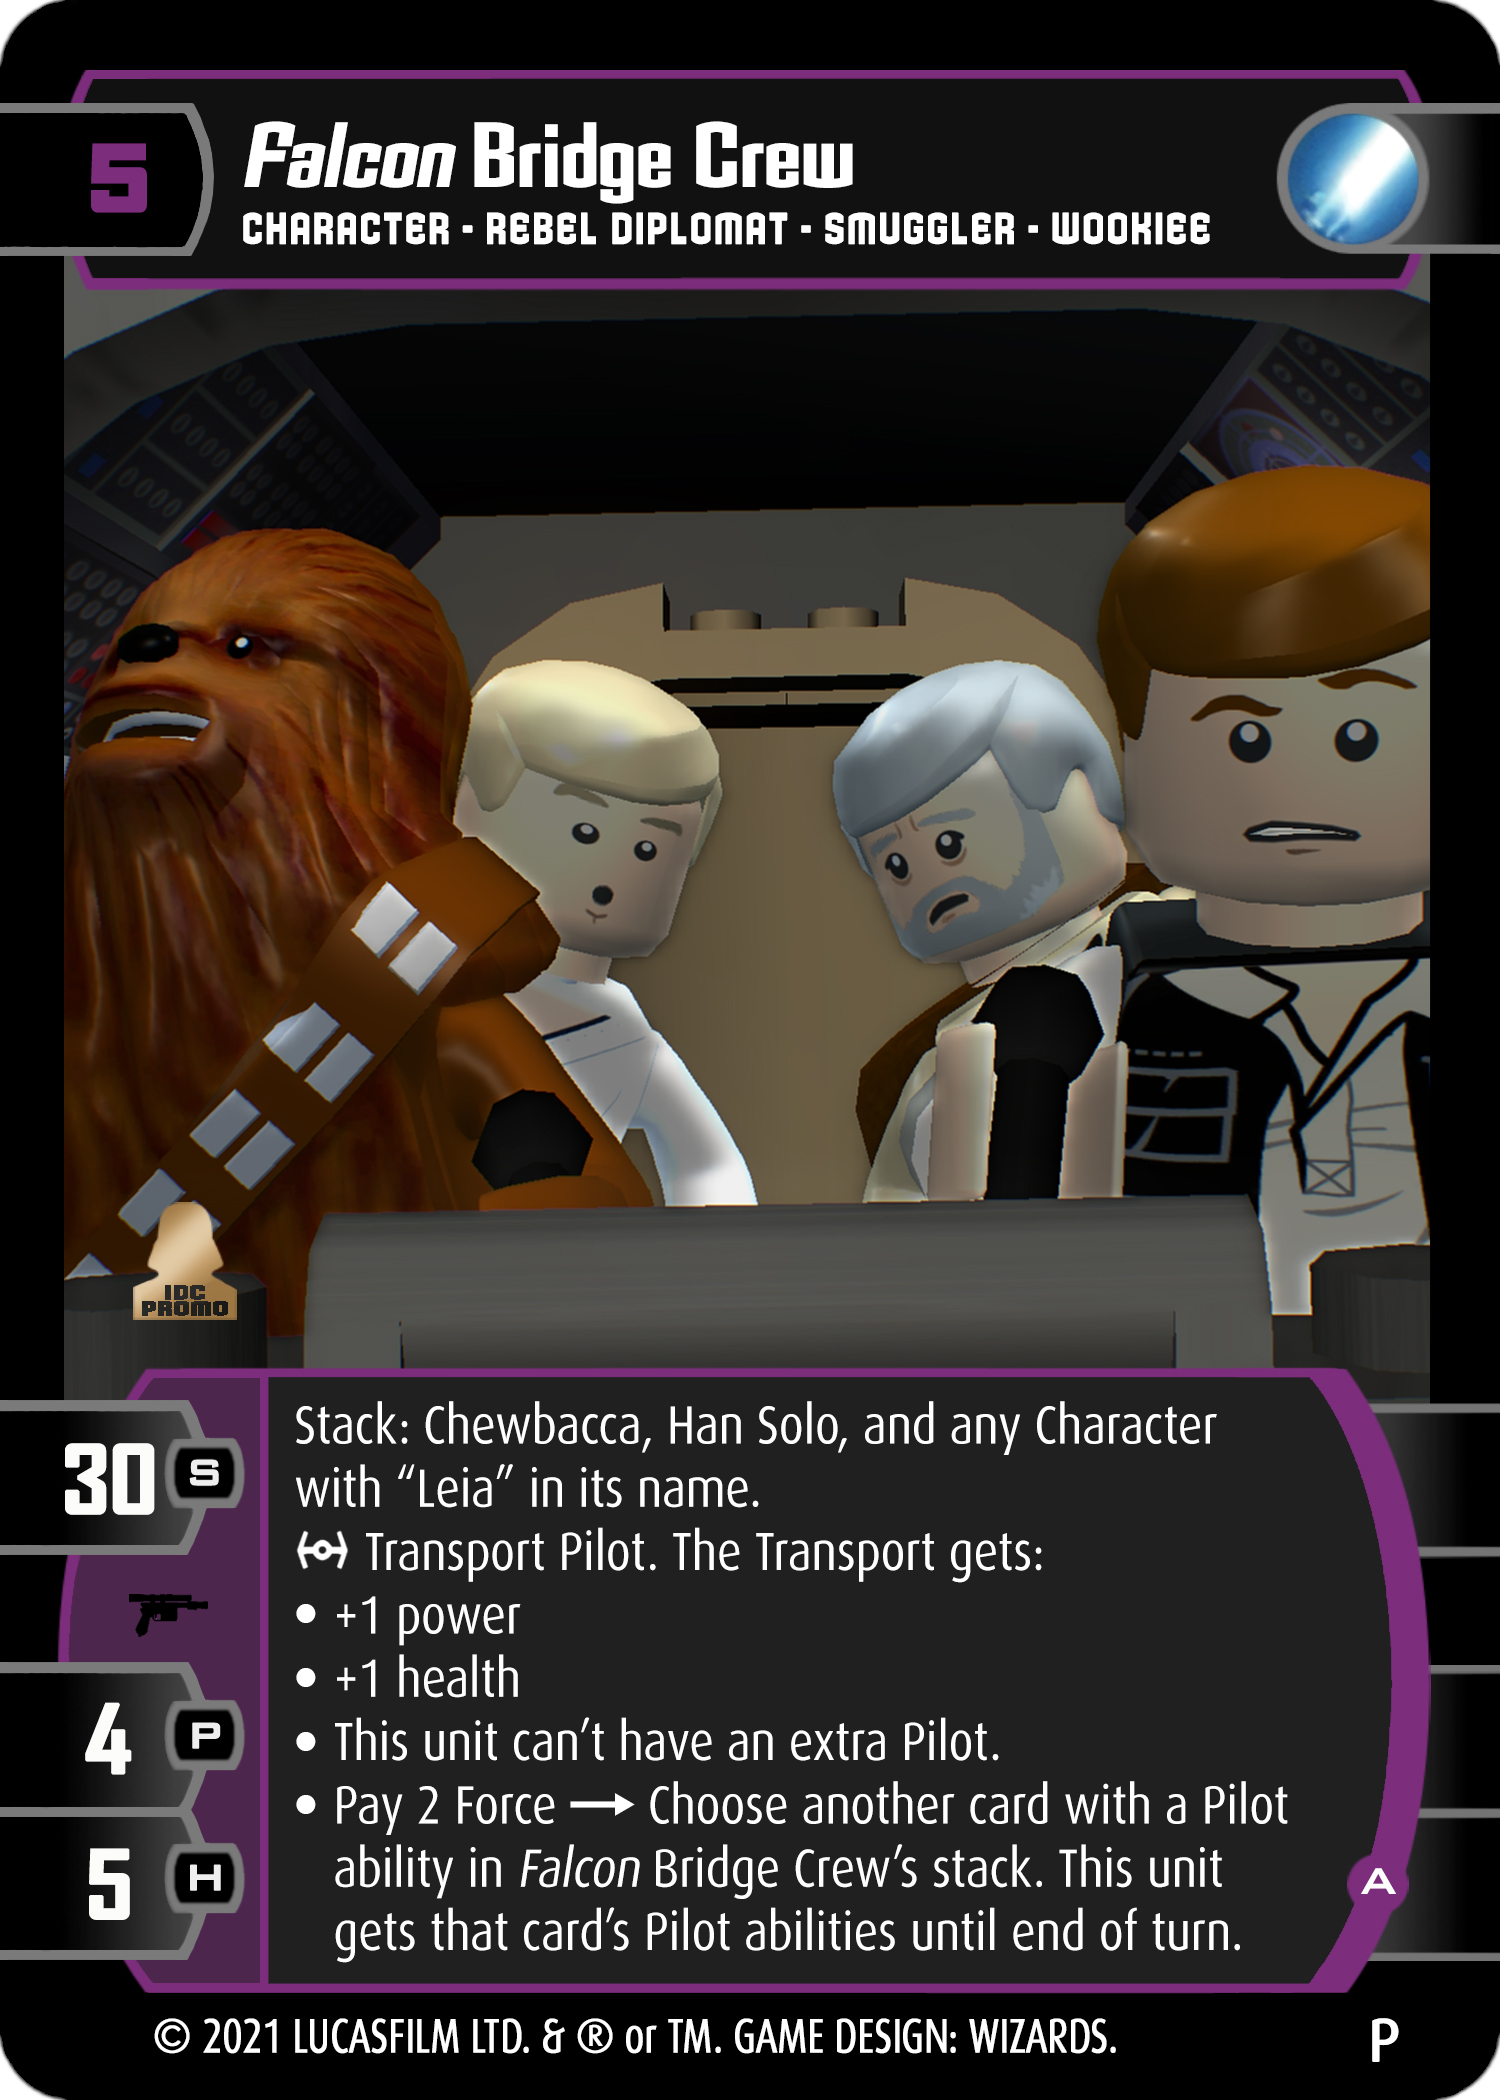 5
Falcon Bridge Crew
CHARACTER - REBEL DIPLOMAT - SMUGGLER - WOOKIEE
IDC
PROMO
30 S
4 P
5 H
Stack: Chewbacca, Han Solo, and any Character
with “Leia” in its name.
Transport Pilot. The Transport gets:
• +1 power
• +1 health
• This unit can’t have an extra Pilot.
• Pay 2 Force → Choose another card with a Pilot
ability in Falcon Bridge Crew’s stack. This unit
gets that card’s Pilot abilities until end of turn.
A
© 2021 LUCASFILM LTD. & ® or TM. GAME DESIGN: WIZARDS.
P